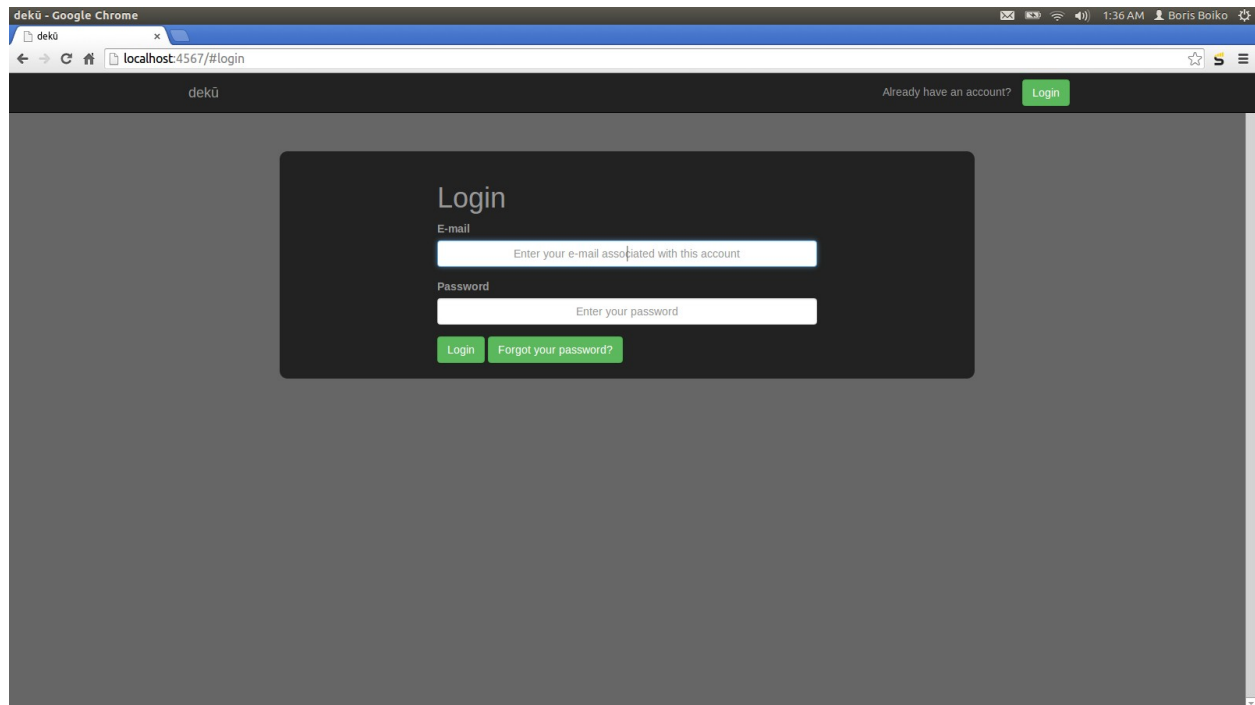 dekū - Google Chrome
1:36 AM Boris Boiko
dekū
localhost:4567/#login
dekū
Already have an account? Login
Login
E-mail
Enter your e-mail associated with this account
Password
Enter your password
Login Forgot your password?